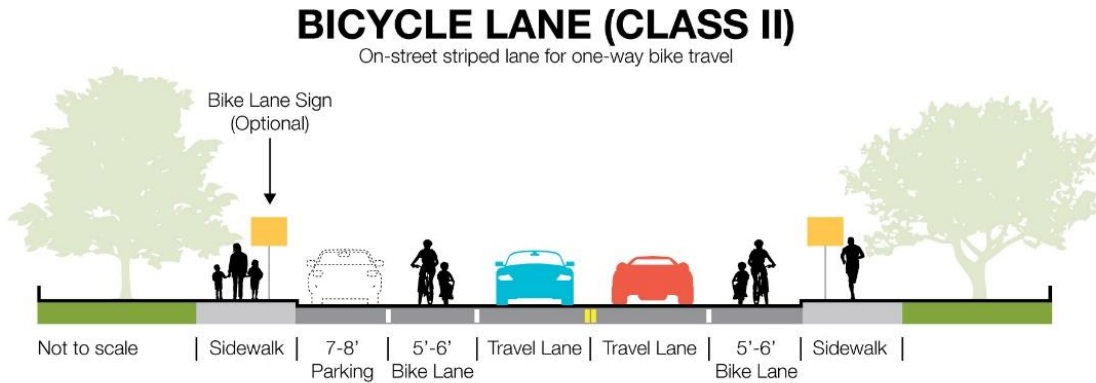 BICYCLE LANE (CLASS II)
On-street striped lane for one-way bike travel
Bike Lane Sign
(Optional)
Not to scale
Sidewalk
7-8’
Parking
5’-6’
Bike Lane
Travel Lane
Travel Lane
5’-6’
Bike Lane
Sidewalk